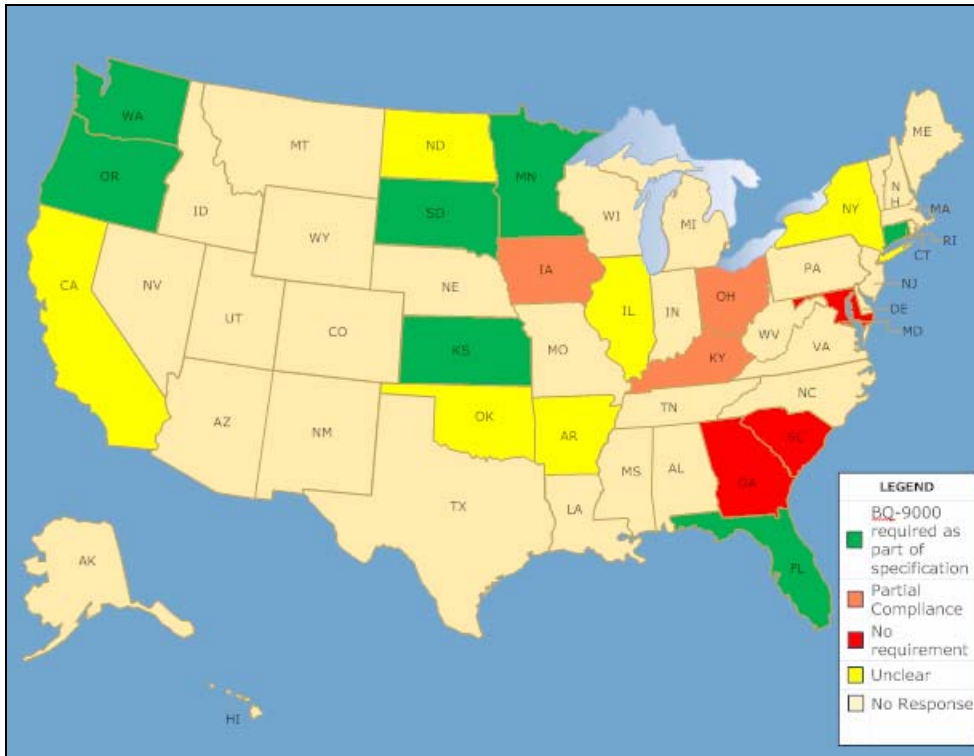 WA
MT
ND
MN
ME
OR
ID
SD
WI
MI
NY
N
H
MA
WY
RI
CT
CA
NV
NE
IA
PA
NJ
UT
CO
IL
IN
OH
DE
MD
WV
VA
KS
MO
KY
NC
TN
AZ
NM
OK
AR
SC
MS
AL
GA
TX
LA
FL
AK
HI
LEGEND
BQ-9000
required as
part of
specification
Partial
Compliance
No
requirement
Unclear
No Response